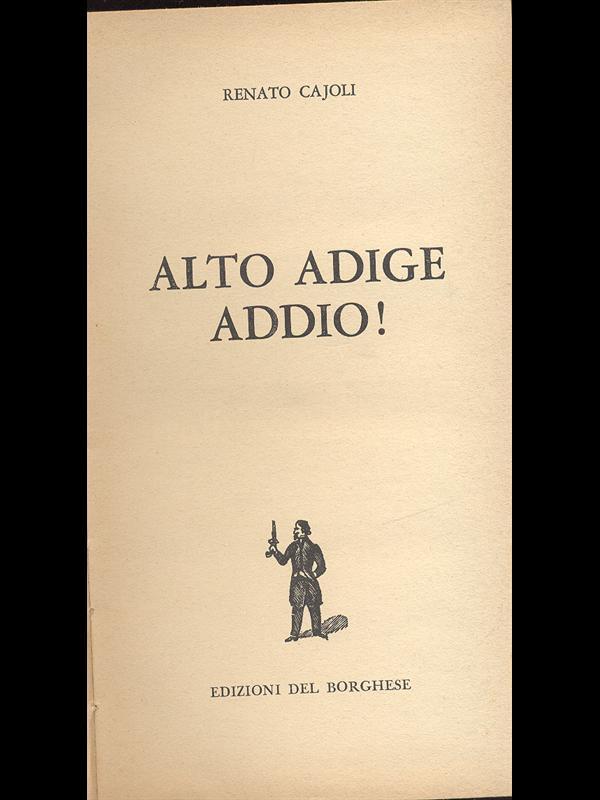 RENATO CAJOLI
ALTO ADIGE
ADDIO!
EDIZIONI DEL BORGHESE